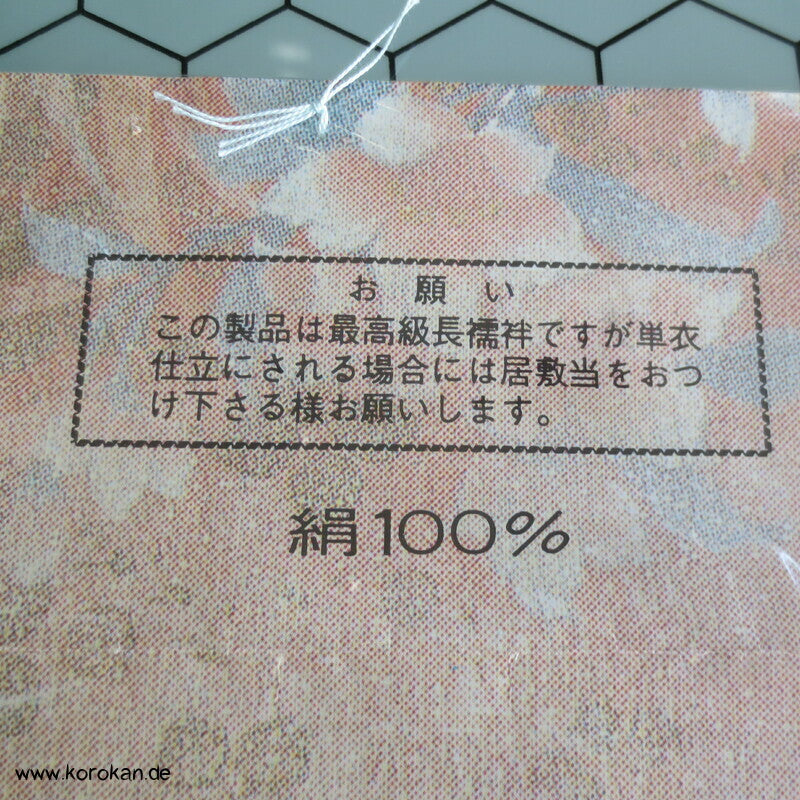 お願い
この製品は最高級長襦袢ですが単衣
仕立にされる場合には居敷当をおつ
け下さる様お願いします。
絹100%
www.korokan.de